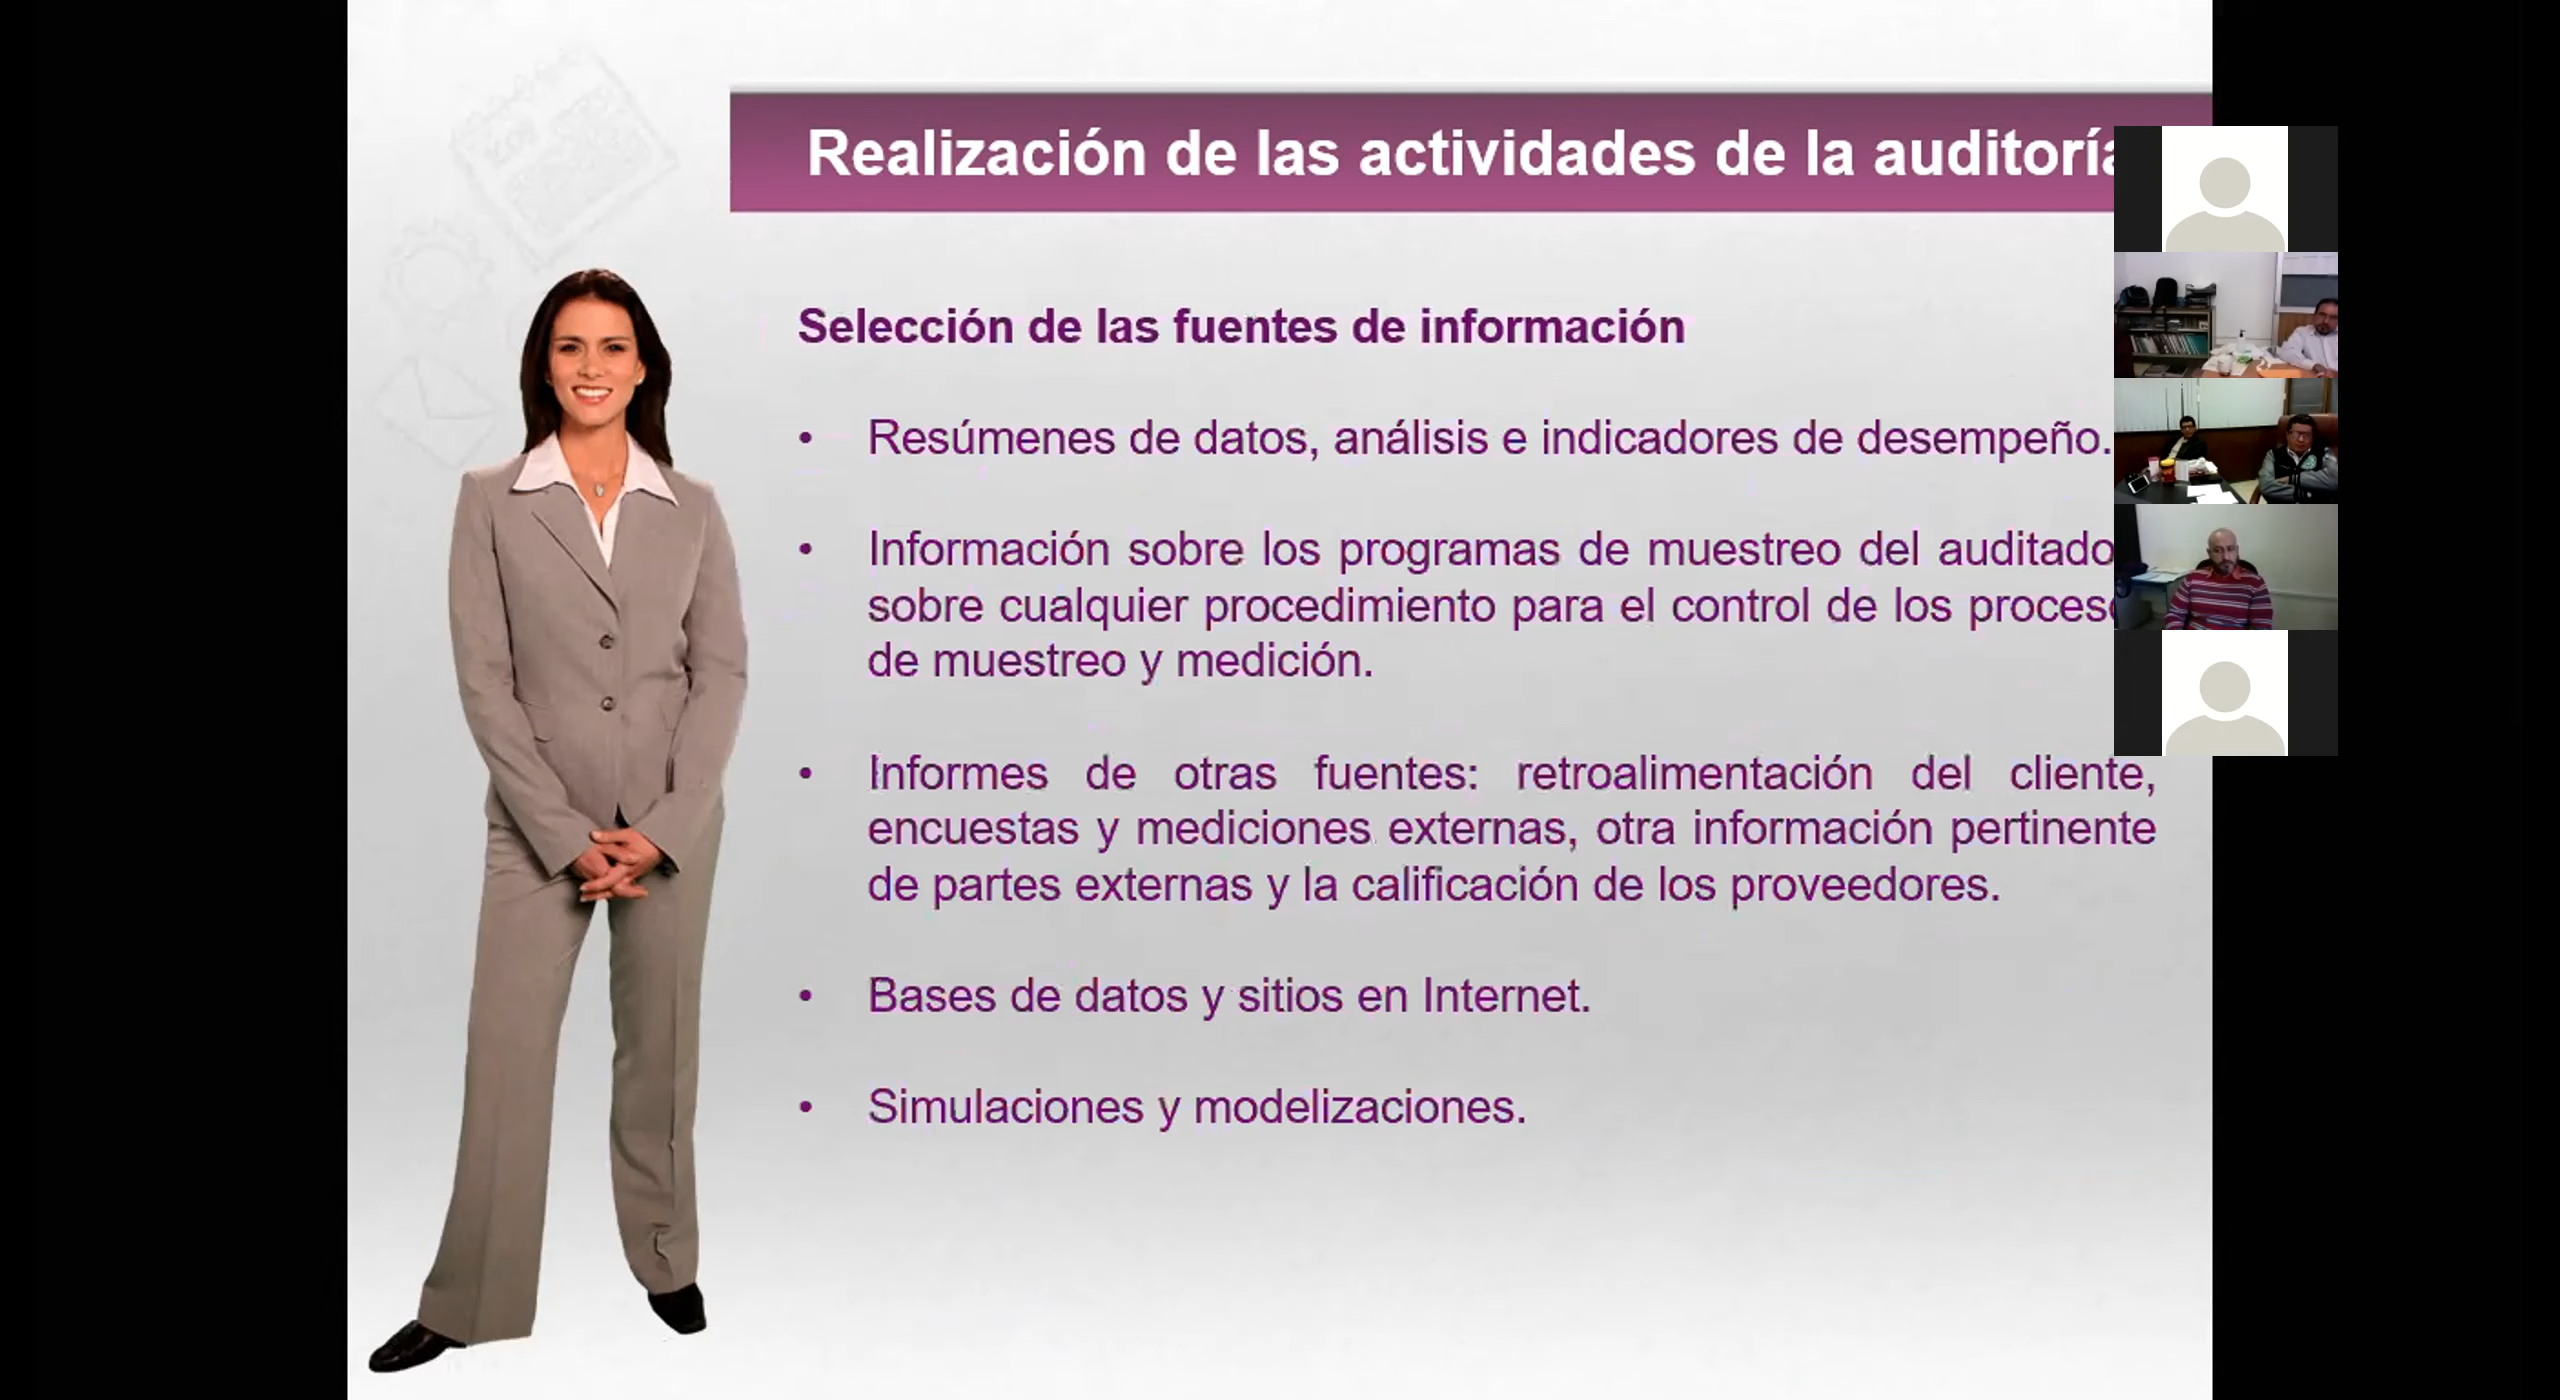 Realización de las actividades de la auditoría
Selección de las fuentes de información
• Resúmenes de datos, análisis e indicadores de desempeño.
• Información sobre los programas de muestreo del auditado
sobre cualquier procedimiento para el control de los
de muestreo y medición.
• Informes de otras fuentes: retroalimentación del cliente,
encuestas y mediciones externas, otra información pertinente
de partes externas y la calificación de los proveedores.
• Bases de datos y sitios en Internet.
• Simulaciones y modelizaciones.